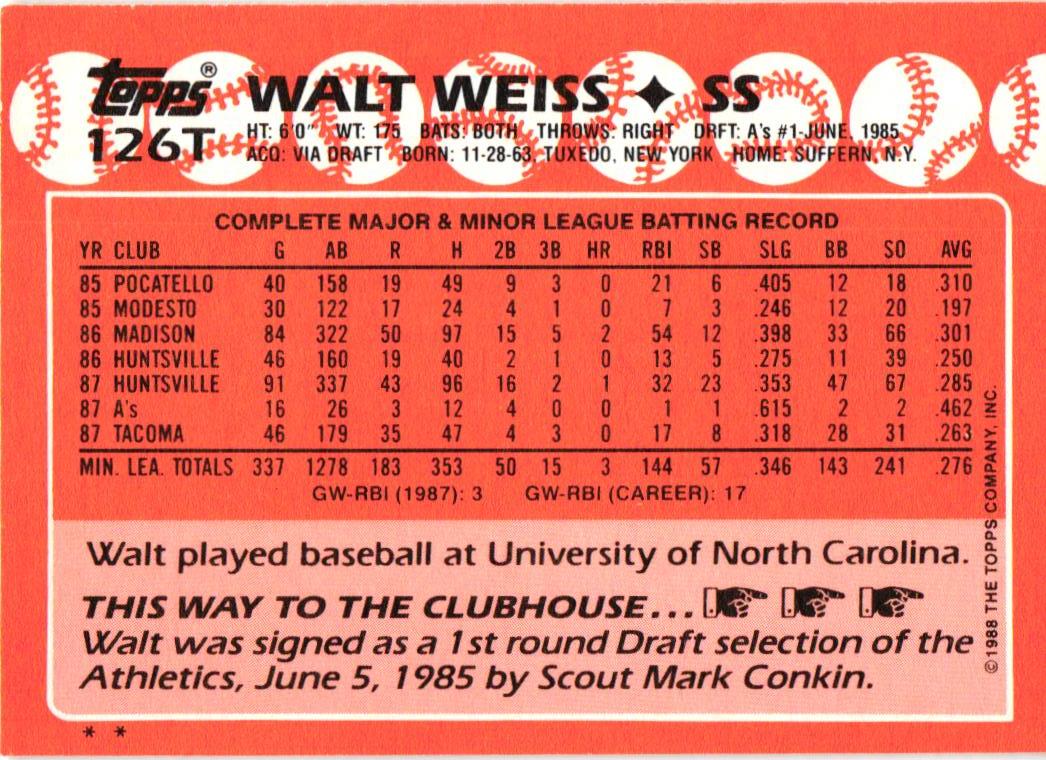 topps® WALT WEISS ✦ SS
126T
HT: 6'0" WT: 175 BATS: BOTH THROWS: RIGHT DRFT: A's #1-JUNE, 1985
ACQ: VIA DRAFT BORN: 11-28-63, TUXEDO, NEW YORK HOME: SUFFERN, N.Y.
COMPLETE MAJOR & MINOR LEAGUE BATTING RECORD
YR CLUB G AB R H 2B 3B HR RBI SB SLG BB SO AVG
85 POCATELLO 40 158 19 49 9 3 0 21 6 .405 12 18 .310
85 MODESTO 30 122 17 24 4 1 0 7 3 .246 12 20 .197
86 MADISON 84 322 50 97 15 5 2 54 12 .398 33 66 .301
86 HUNTSVILLE 46 160 19 40 2 1 0 13 5 .275 11 39 .250
87 HUNTSVILLE 91 337 43 96 16 2 1 32 23 .353 47 67 .285
87 A's 16 26 3 12 4 0 0 1 1 .615 2 2 .462
87 TACOMA 46 179 35 47 4 3 0 17 8 .318 28 31 .263
MIN. LEA. TOTALS 337 1278 183 353 50 15 3 144 57 .346 143 241 .276
GW-RBI (1987): 3 GW-RBI (CAREER): 17
Walt played baseball at University of North Carolina.
THIS WAY TO THE CLUBHOUSE...
Walt was signed as a 1st round Draft selection of the
Athletics, June 5, 1985 by Scout Mark Conkin.
©1988 THE TOPPS COMPANY, INC.
* *